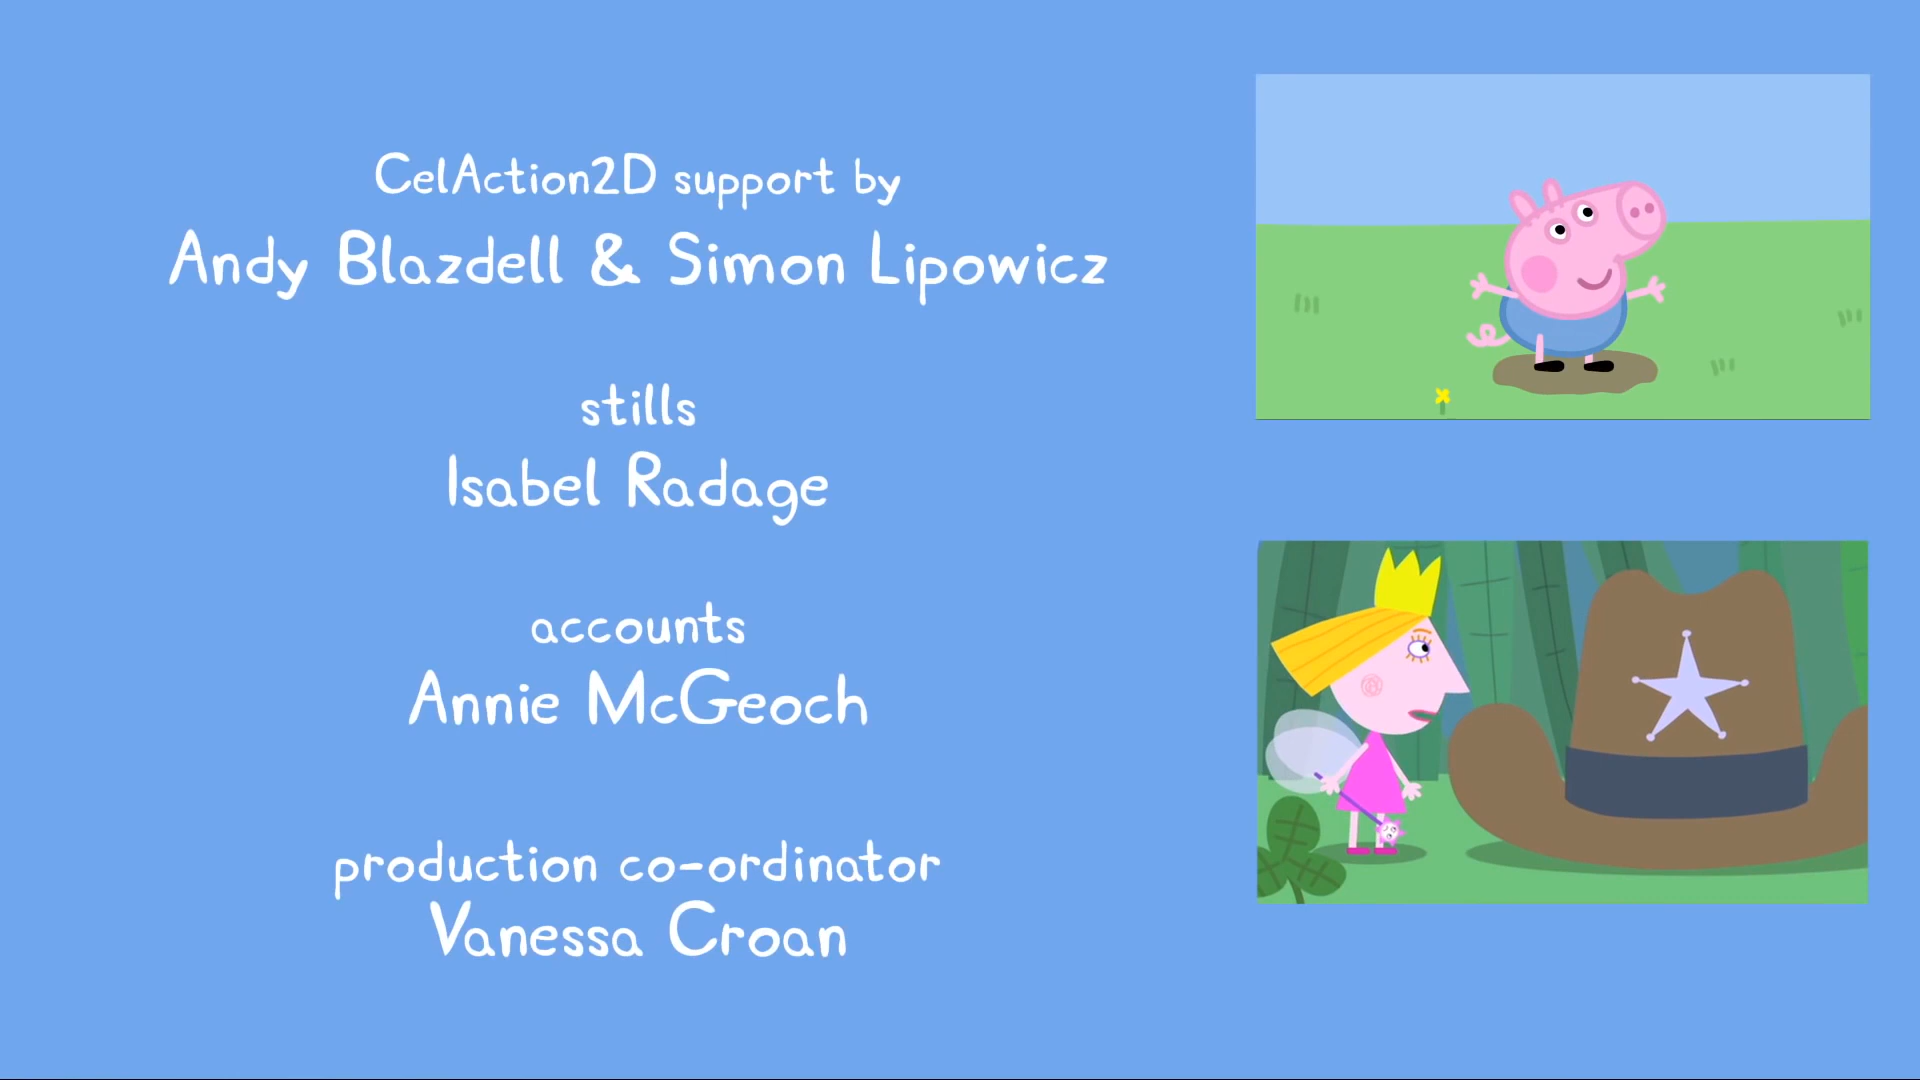 CelAction2D support by
Andy Blazdell & Simon Lipowicz
stills
Isabel Radage
accounts
Annie McGeoch
production co-ordinator
Vanessa Croan